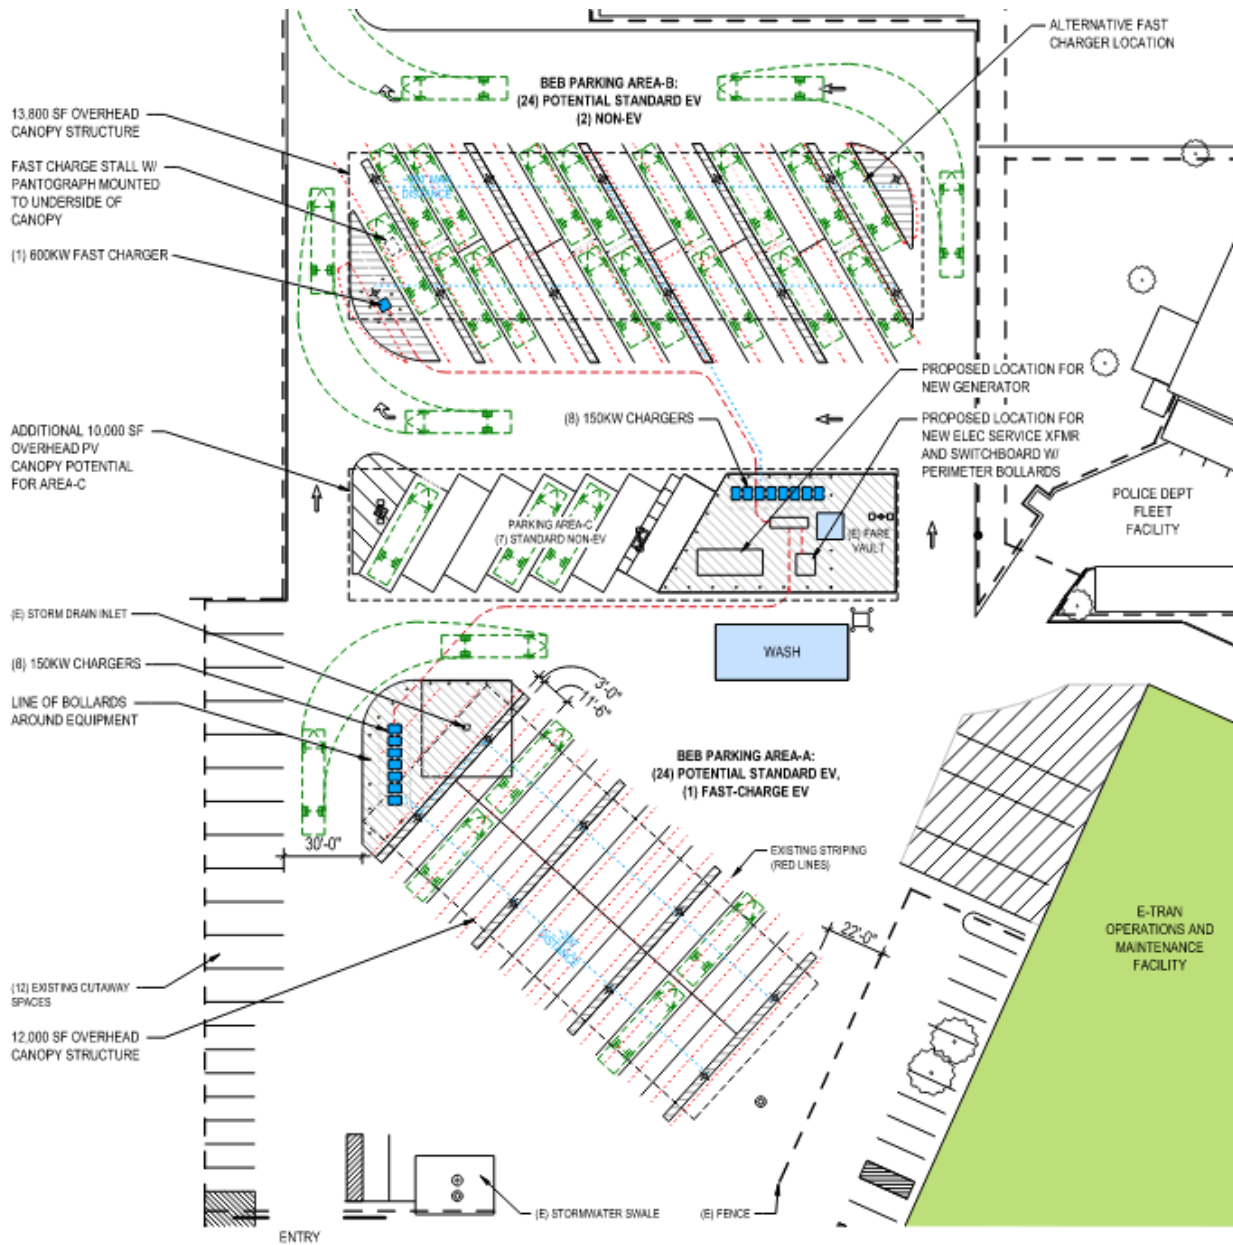 ALTERNATIVE FAST
CHARGER LOCATION
BEB PARKING AREA-B:
(24) POTENTIAL STANDARD EV
(2) NON-EV
13,800 SF OVERHEAD
CANOPY STRUCTURE
FAST CHARGE STALL W/
PANTOGRAPH MOUNTED
TO UNDERSIDE OF
CANOPY
(1) 600KW FAST CHARGER
DISTANCE
PROPOSED LOCATION FOR
NEW GENERATOR
(8) 150KW CHARGERS
PROPOSED LOCATION FOR
NEW ELEC SERVICE XFMR
AND SWITCHBOARD W/
PERIMETER BOLLARDS
ADDITIONAL 10,000 SF
OVERHEAD PV
CANOPY POTENTIAL
FOR AREA-C
POLICE DEPT
FLEET
FACILITY
PARKING AREA-C
(7) STANDARD NON-EV
(E) FARE
VAULT
(E) STORM DRAIN INLET
WASH
(8) 150KW CHARGERS
3'-0"
11'-6"
LINE OF BOLLARDS
AROUND EQUIPMENT
BEB PARKING AREA-A:
(24) POTENTIAL STANDARD EV,
(1) FAST-CHARGE EV
30'-0"
EXISTING STRIPING
(RED LINES)
22'-0"
DISTANCE
E-TRAN
OPERATIONS AND
MAINTENANCE
FACILITY
(12) EXISTING CUTAWAY
SPACES
12,000 SF OVERHEAD
CANOPY STRUCTURE
(E) STORMWATER SWALE
(E) FENCE
ENTRY